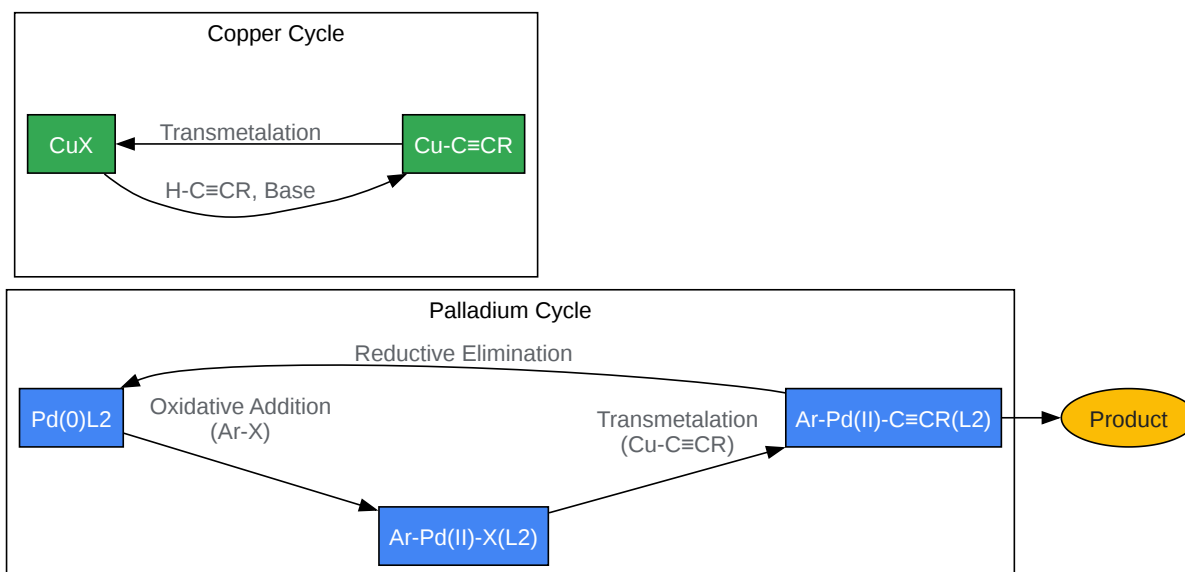 Copper Cycle
Transmetalation
CuX
Cu-C≡CR
H-C≡CR, Base
Palladium Cycle
Reductive Elimination
Pd(0)L2
Oxidative Addition
(Ar-X)
Transmetalation
(Cu-C≡CR)
Ar-Pd(II)-C≡CR(L2)
Product
Ar-Pd(II)-X(L2)